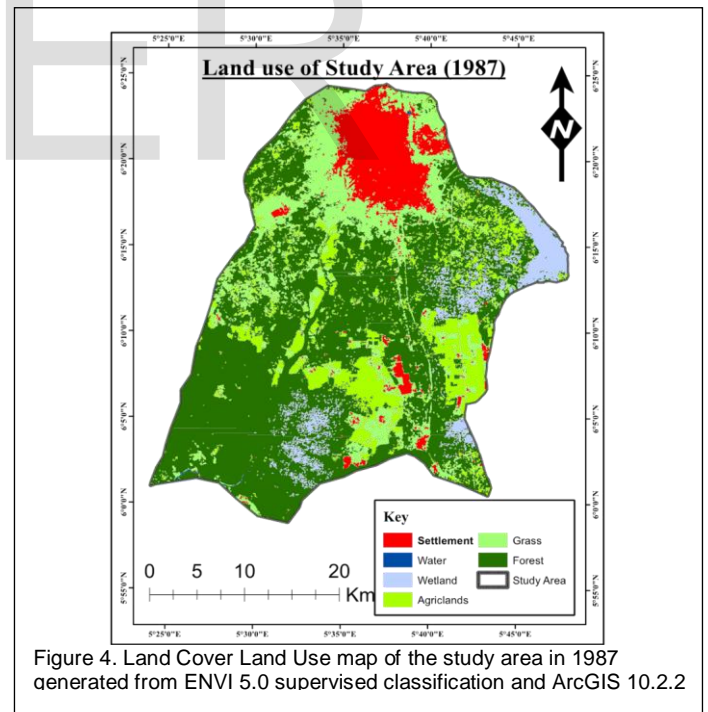 ER
5°25'0"E 5°30'0"E 5°35'0"E 5°40'0"E 5°45'0"E
Land use of Study Area (1987)
N
6°25'0"N 6°25'0"N
6°20'0"N 6°20'0"N
6°15'0"N 6°15'0"N
6°10'0"N 6°10'0"N
6°5'0"N 6°5'0"N
6°0'0"N 6°0'0"N
5°55'0"N 5°55'0"N
Key
Settlement Grass
Water Forest
Wetland Study Area
Agriclands
0 5 10 20
Km
5°25'0"E 5°30'0"E 5°35'0"E 5°40'0"E 5°45'0"E
Figure 4. Land Cover Land Use map of the study area in 1987
generated from ENVI 5.0 supervised classification and ArcGIS 10.2.2